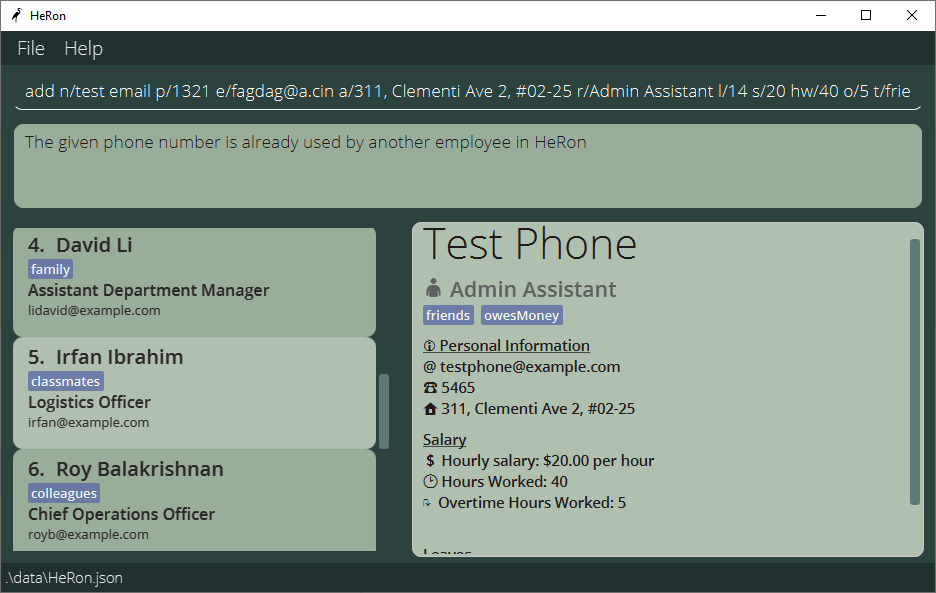 HeRon
File Help
add n/test email p/1321 e/fagdag@a.cin a/311, Clementi Ave 2, #02-25 r/Admin Assistant l/14 s/20 hw/40 o/5 t/frie
The given phone number is already used by another employee in HeRon
4. David Li
family
Assistant Department Manager
lidavid@example.com
5. Irfan Ibrahim
classmates
Logistics Officer
irfan@example.com
6. Roy Balakrishnan
colleagues
Chief Operations Officer
royb@example.com
Test Phone
Admin Assistant
friends owesMoney
Personal Information
@ testphone@example.com
5465
311, Clementi Ave 2, #02-25
Salary
$ Hourly salary: $20.00 per hour
Hours Worked: 40
Overtime Hours Worked: 5
Leaves
.\data\HeRon.json